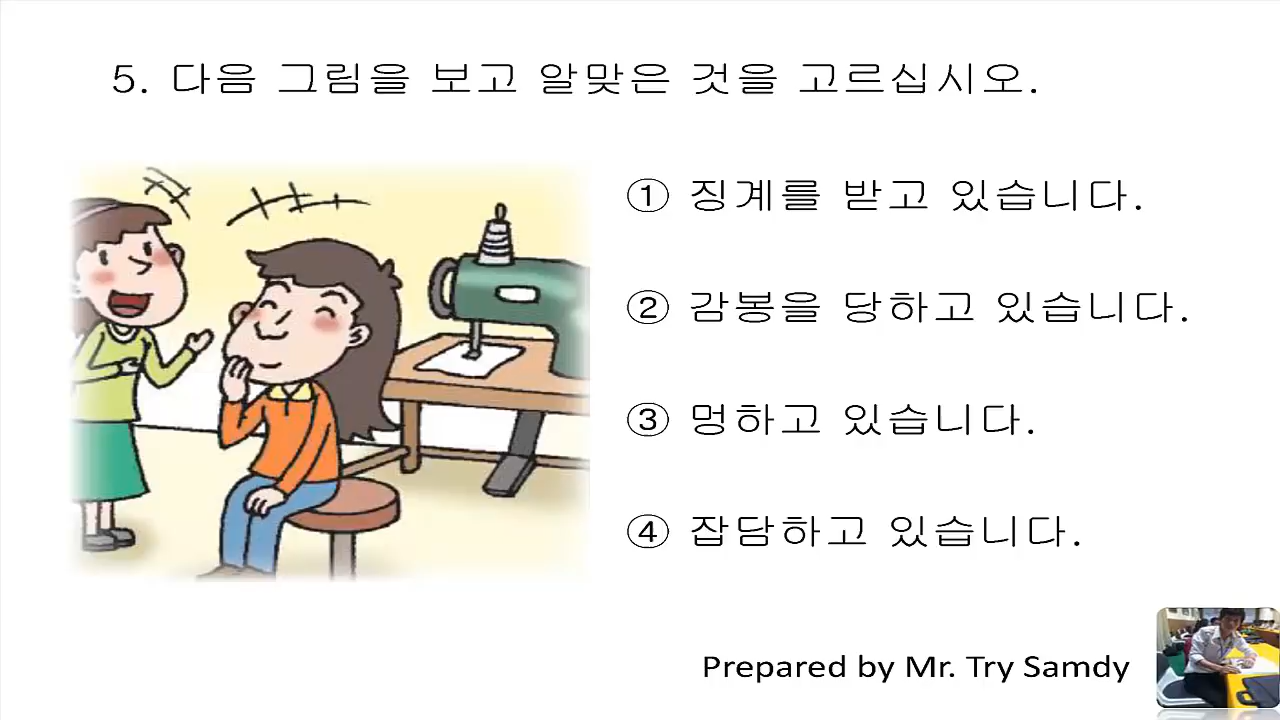 5. 다음 그림을 보고 알맞은 것을 고르십시오.
① 징계를 받고 있습니다.
② 감봉을 당하고 있습니다.
③ 멍하고 있습니다.
④ 잡담하고 있습니다.
Prepared by Mr. Try Samdy